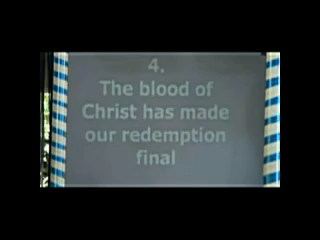 4.
The blood of
Christ has made
our redemption
final